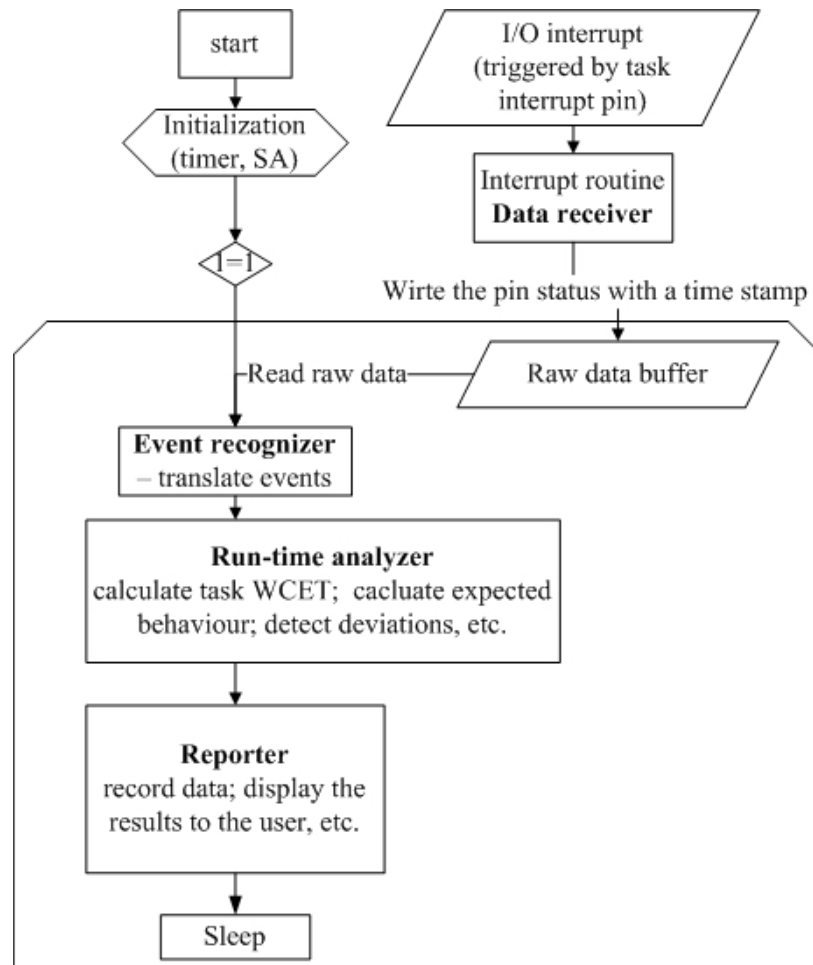 start
Initialization
(timer, SA)
1=1
I/O interrupt
(triggered by task
interrupt pin)
Interrupt routine
Data receiver
Wirte the pin status with a time stamp
Raw data buffer
Read raw data
Event recognizer
– translate events
Run-time analyzer
calculate task WCET; cacluate expected
behaviour; detect deviations, etc.
Reporter
record data; display the
results to the user, etc.
Sleep